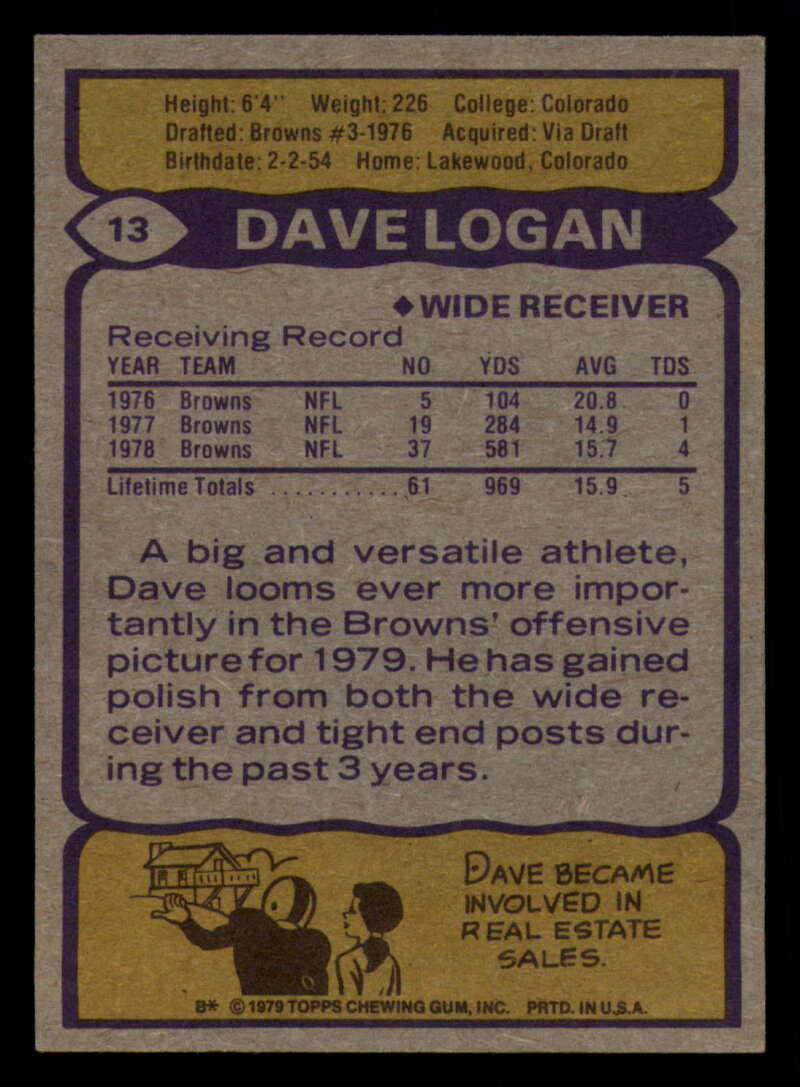 Height: 6'4" Weight: 226 College: Colorado
Drafted: Browns #3-1976 Acquired: Via Draft
Birthdate: 2-2-54 Home: Lakewood, Colorado
13 DAVE LOGAN
◆ WIDE RECEIVER
Receiving Record
YEAR TEAM NO YDS AVG TDS
1976 Browns NFL 5 104 20.8 0
1977 Browns NFL 19 284 14.9 1
1978 Browns NFL 37 581 15.7 4
Lifetime Totals ........... 61 969 15.9 5
A big and versatile athlete,
Dave looms ever more impor-
tantly in the Browns' offensive
picture for 1979. He has gained
polish from both the wide re-
ceiver and tight end posts dur-
ing the past 3 years.
DAVE BECAME
INVOLVED IN
REAL ESTATE
SALES.
B* © 1979 TOPPS CHEWING GUM, INC. PRTD. IN U.S.A.